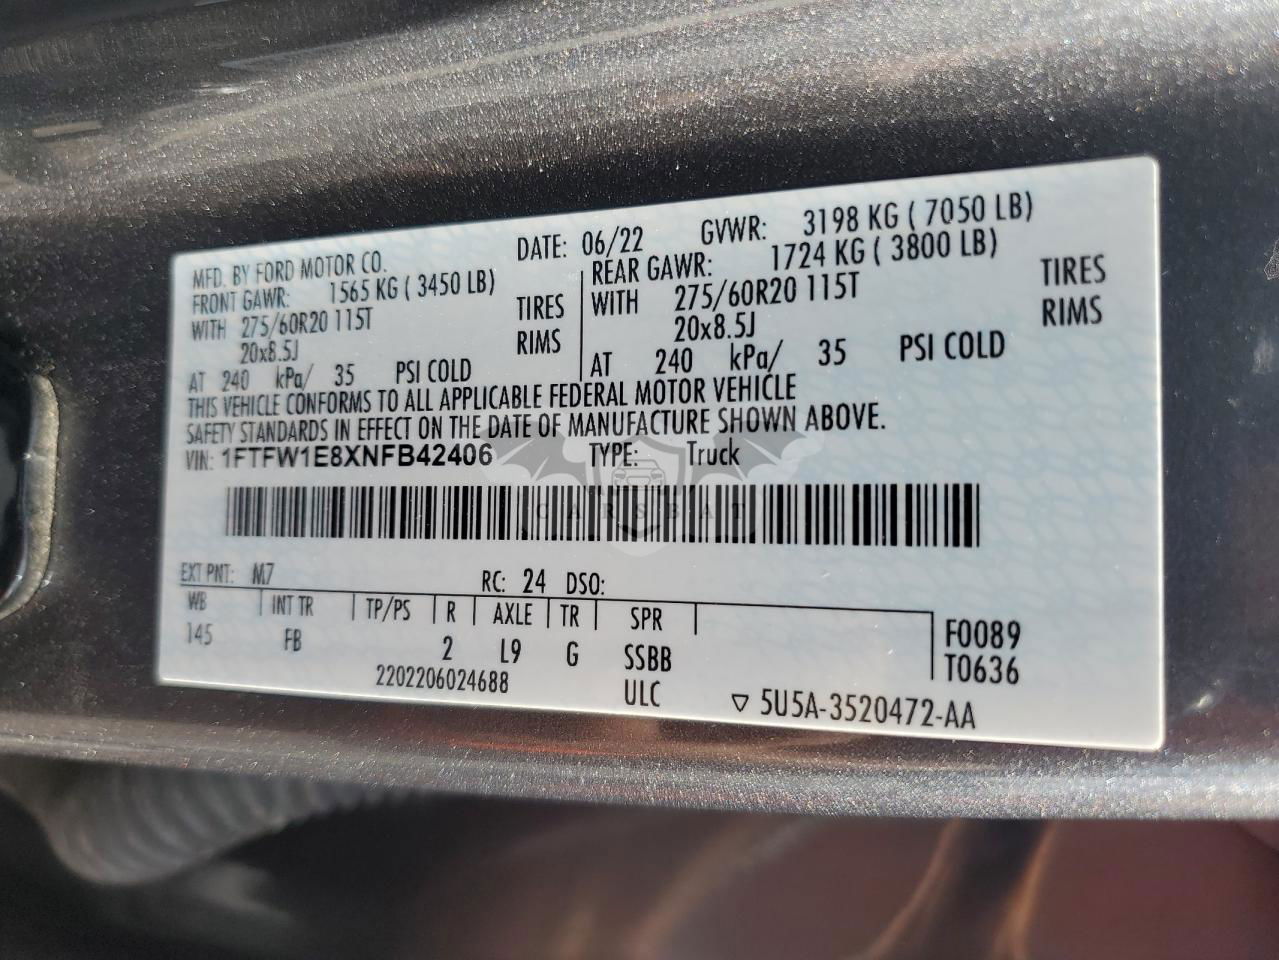 MFD. BY FORD MOTOR CO. DATE: 06/22 GVWR: 3198 KG ( 7050 LB)
FRONT GAWR: 1565 KG ( 3450 LB) REAR GAWR: 1724 KG ( 3800 LB)
WITH 275/60R20 115T TIRES WITH 275/60R20 115T TIRES
20x8.5J RIMS 20x8.5J RIMS
AT 240 kPa/ 35 PSI COLD AT 240 kPa/ 35 PSI COLD
THIS VEHICLE CONFORMS TO ALL APPLICABLE FEDERAL MOTOR VEHICLE
SAFETY STANDARDS IN EFFECT ON THE DATE OF MANUFACTURE SHOWN ABOVE.
VIN: 1FTFW1E8XNFB42406 TYPE: Truck
CARSBAT
EXT PNT: M7 RC: 24 DSO:
WB INT TR TP/PS R AXLE TR SPR F0089
145 FB 2 L9 G SSBB T0636
2202206024688 ULC ▽ 5U5A-3520472-AA